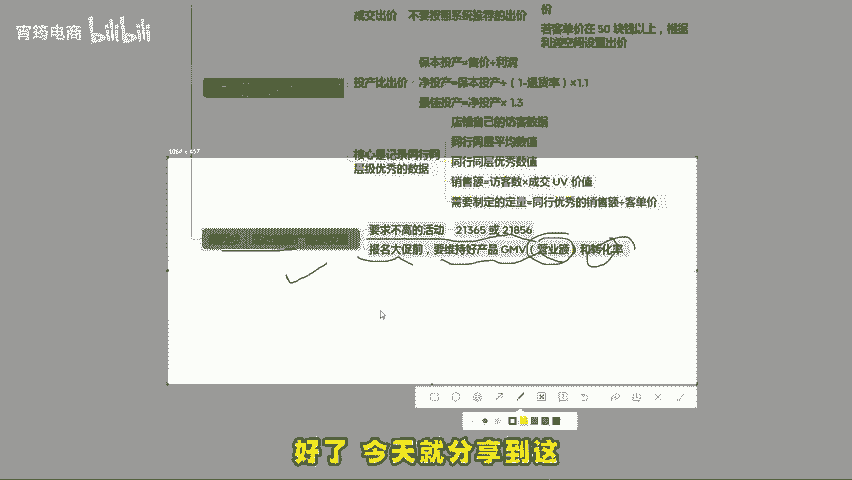 宵筠电商 bilibili
价
成交出价 不要按照系统推荐的出价
若客单价在 50 块钱以上，根据
利润空间设置出价
保本投产=售价÷利润
投产比出价 净投产=保本投产÷（1-退货率）×1.1
最佳投产=净投产× 1.3
店铺自己的访客数据
同行同层平均数值
核心是记录同行同
层级优秀的数据
同行同层优秀数值
销售额=访客数×成交 UV 价值
需要制定的定量=同行优秀的销售额÷客单价
要求不高的活动 21365 或 21856
报名大促前，要维持好产品 GMV（营业额）和转化率
好了 今天就分享到这